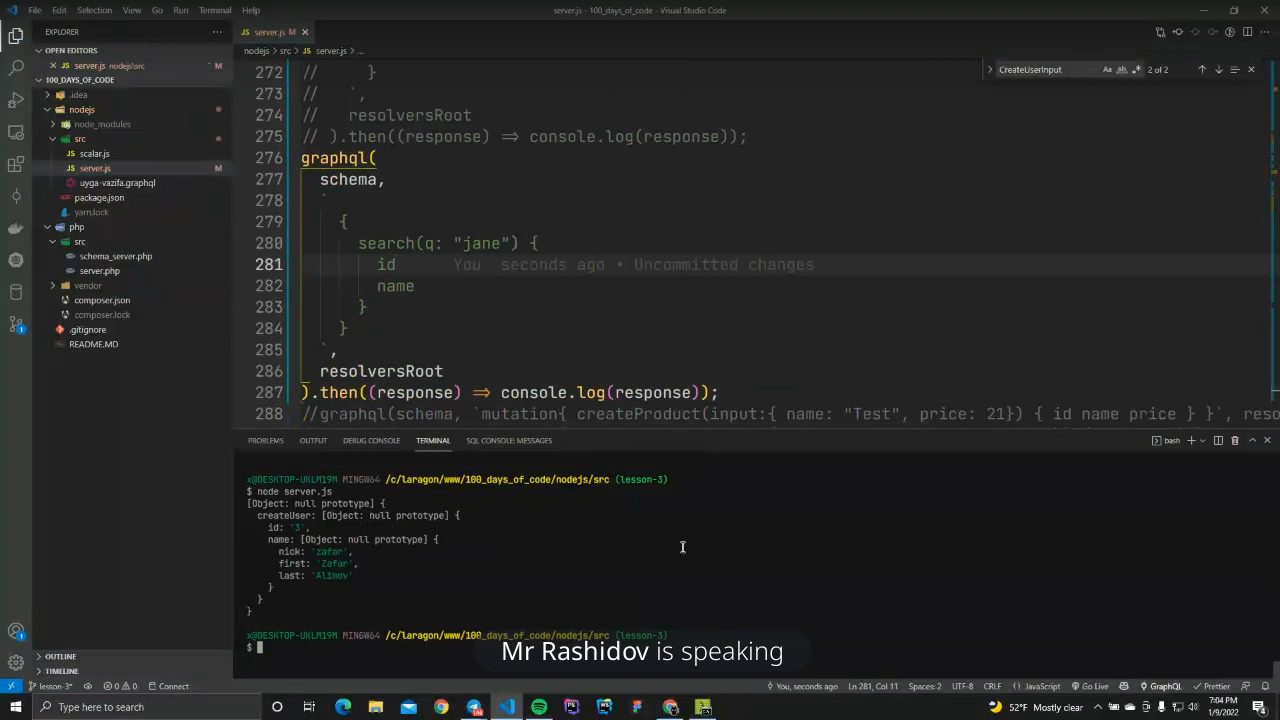 File Edit Selection View Go Run Terminal Help
server.js - 100_days_of_code - Visual Studio Code
EXPLORER
OPEN EDITORS
server.js nodejs\src M
100_DAYS_OF_CODE
.idea
nodejs
node_modules
src
scalar.js
server.js M
uyga-vazifa.graphql
package.json
yarn.lock
php
src
schema_server.php
server.php
vendor
composer.json
composer.lock
.gitignore
README.MD
OUTLINE
TIMELINE
server.js M
nodejs > src > server.js > ...
CreateUserInput Aa ab 2 of 2
272 // }
273 // `,
274 // resolversRoot
275 // ).then((response) => console.log(response));
276 graphql(
277 schema,
278 `
279 {
280 search(q: "jane") {
281 id You seconds ago • Uncommitted changes
282 name
283 }
284 }
285 `,
286 resolversRoot
287 ).then((response) => console.log(response));
288 //graphql(schema, `mutation{ createProduct(input:{ name: "Test", price: 21}) { id name price } }`, reso
PROBLEMS OUTPUT DEBUG CONSOLE TERMINAL SQL CONSOLE: MESSAGES
bash
x@DESKTOP-UKLM19M MINGW64 /c/laragon/www/100_days_of_code/nodejs/src (lesson-3)
$ node server.js
[Object: null prototype] {
createUser: [Object: null prototype] {
id: '3',
name: [Object: null prototype] {
nick: 'zafar',
first: 'Zafar',
last: 'Alimov'
}
}
}
x@DESKTOP-UKLM19M MINGW64 /c/laragon/www/100_days_of_code/nodejs/src (lesson-3)
$
Mr Rashidov is speaking
lesson-3* 0 0 Connect
You, seconds ago Ln 281, Col 11 Spaces: 2 UTF-8 CRLF JavaScript Go Live GraphQL Prettier
Type here to search
52°F Mostly clear
7:04 PM
1/9/2022